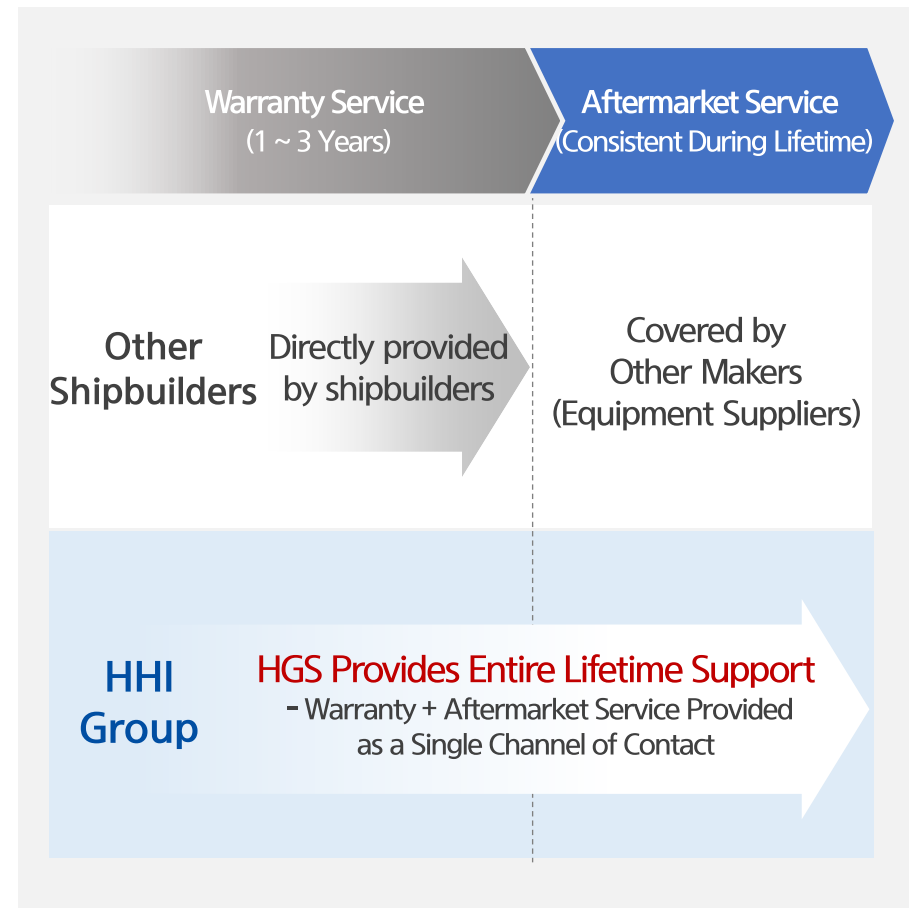 Warranty Service
(1 ~ 3 Years)
Aftermarket Service
(Consistent During Lifetime)
Other
Shipbuilders
Directly provided
by shipbuilders
Covered by
Other Makers
(Equipment Suppliers)
HHI
Group
HGS Provides Entire Lifetime Support
- Warranty + Aftermarket Service Provided
as a Single Channel of Contact